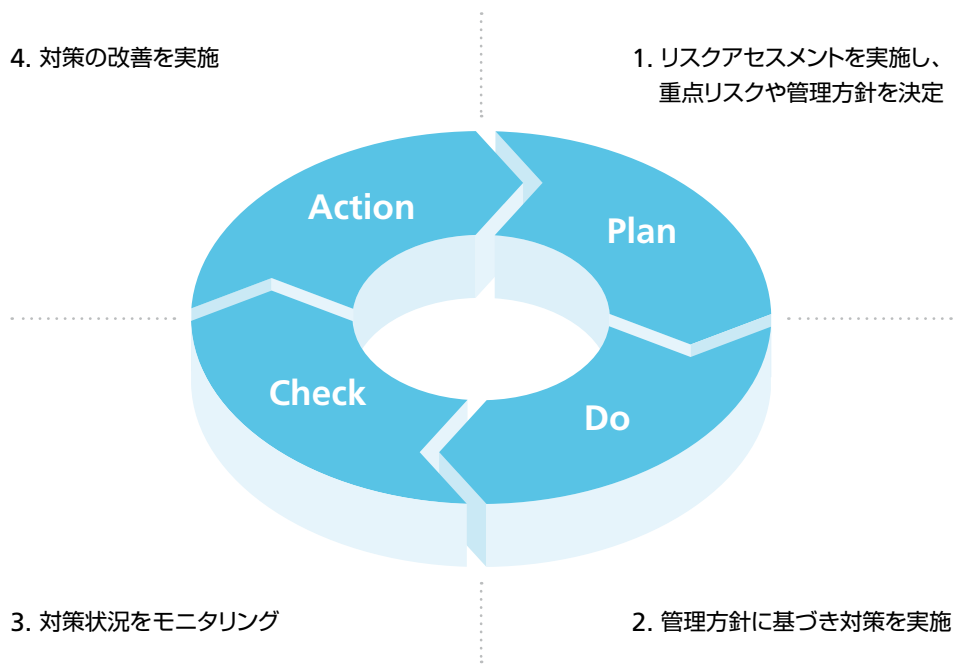 4. 対策の改善を実施
1. リスクアセスメントを実施し、
重点リスクや管理方針を決定
Action
Plan
Check
Do
3. 対策状況をモニタリング
2. 管理方針に基づき対策を実施